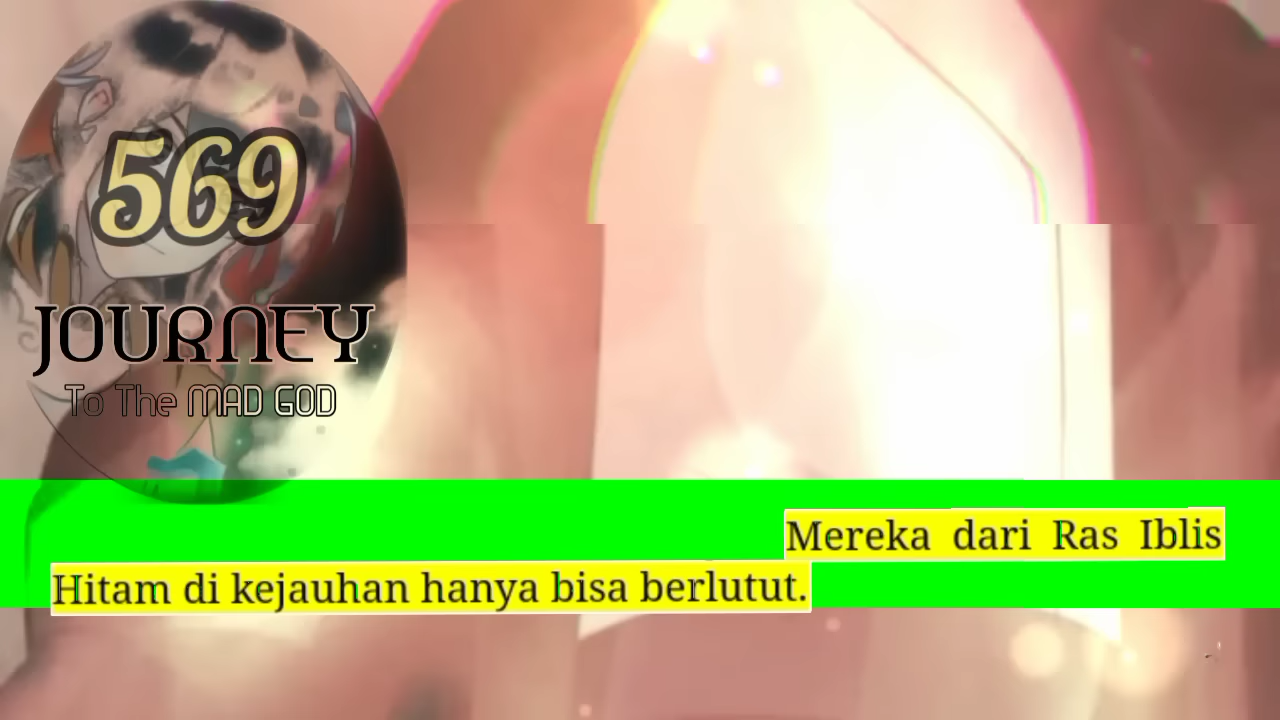 569
JOURNEY
To The MAD GOD
Mereka dari Ras Iblis
Hitam di kejauhan hanya bisa berlutut.